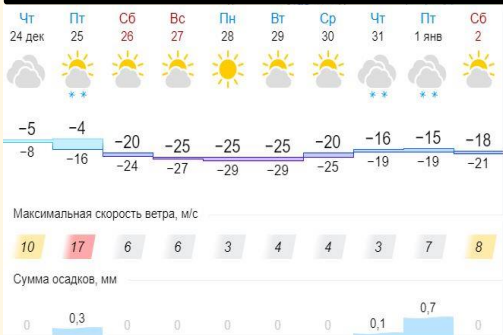 Чт Пт Сб Вс Пн Вт Ср Чт Пт Сб
24 дек 25 26 27 28 29 30 31 1 янв 2
−5 −4 −20 −25 −25 −25 −20 −16 −15 −18
−8 −16 −24 −27 −29 −29 −25 −19 −19 −21
Максимальная скорость ветра, м/с
10 17 6 6 3 4 4 3 7 8
Сумма осадков, мм
0 0,3 0 0 0 0 0 0,1 0,7 0